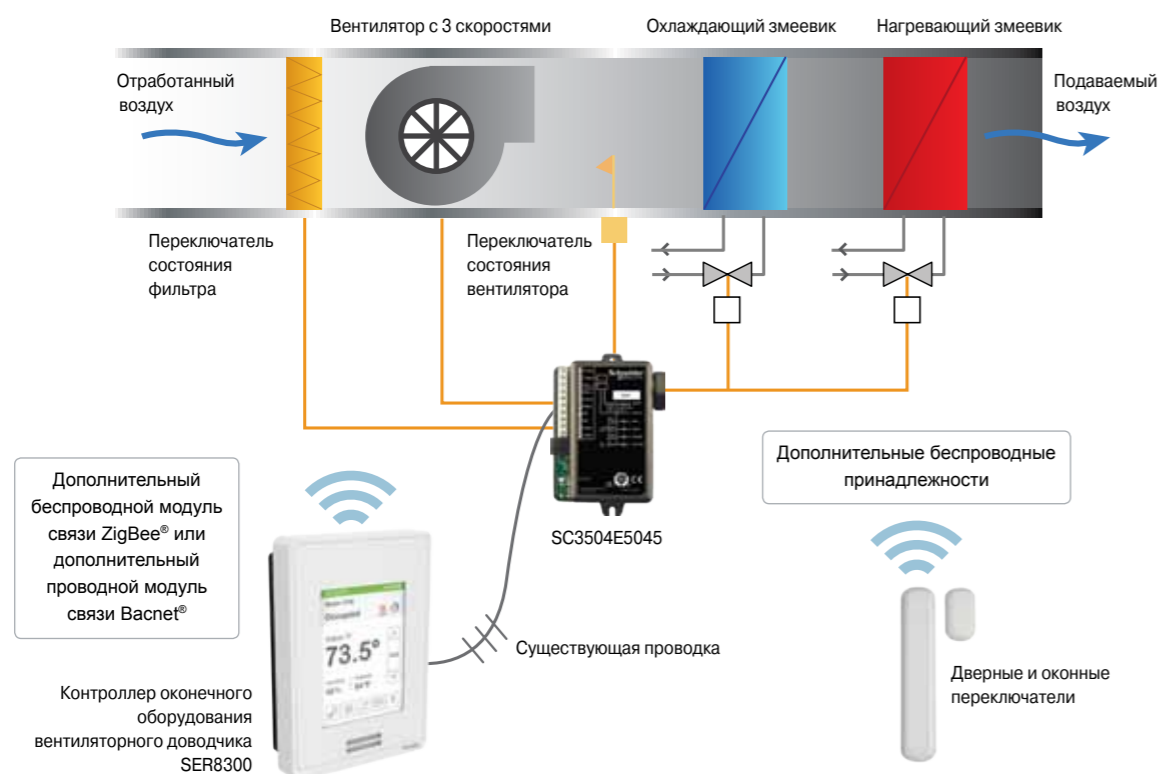 Вентилятор с 3 скоростями
Охлаждающий змеевик
Нагревающий змеевик
Отработанный
воздух
Подаваемый
воздух
Переключатель
состояния
фильтра
Переключатель
состояния
вентилятора
Schneider
SC3504E5045
Дополнительный
беспроводной модуль
связи ZigBee® или
дополнительный
проводной модуль
связи Bacnet®
Дополнительные беспроводные
принадлежности
Occupied
73.5°
Существующая проводка
Контроллер оконечного
оборудования
вентиляторного доводчика
SER8300
Дверные и оконные
переключатели